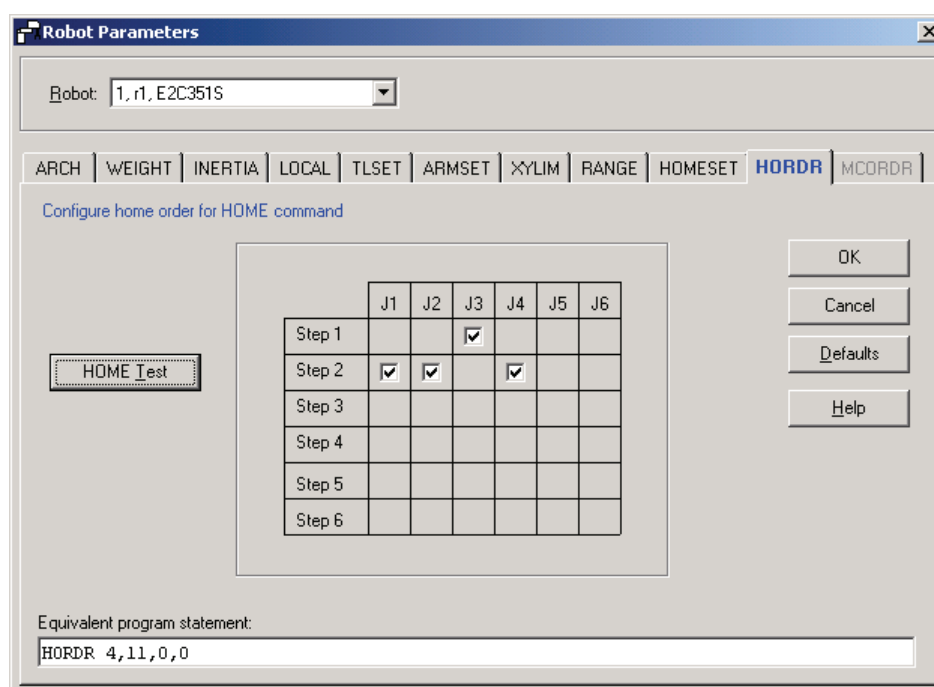 Robot Parameters
Robot: 1, r1, E2C351S
ARCH WEIGHT INERTIA LOCAL TLSET ARMSET XYLIM RANGE HOMESET HORDR MCORDR
Configure home order for HOME command
OK
J1 J2 J3 J4 J5 J6
Cancel
Step 1
Defaults
HOME Test
Step 2
Step 3
Help
Step 4
Step 5
Step 6
Equivalent program statement:
HORDR 4,11,0,0